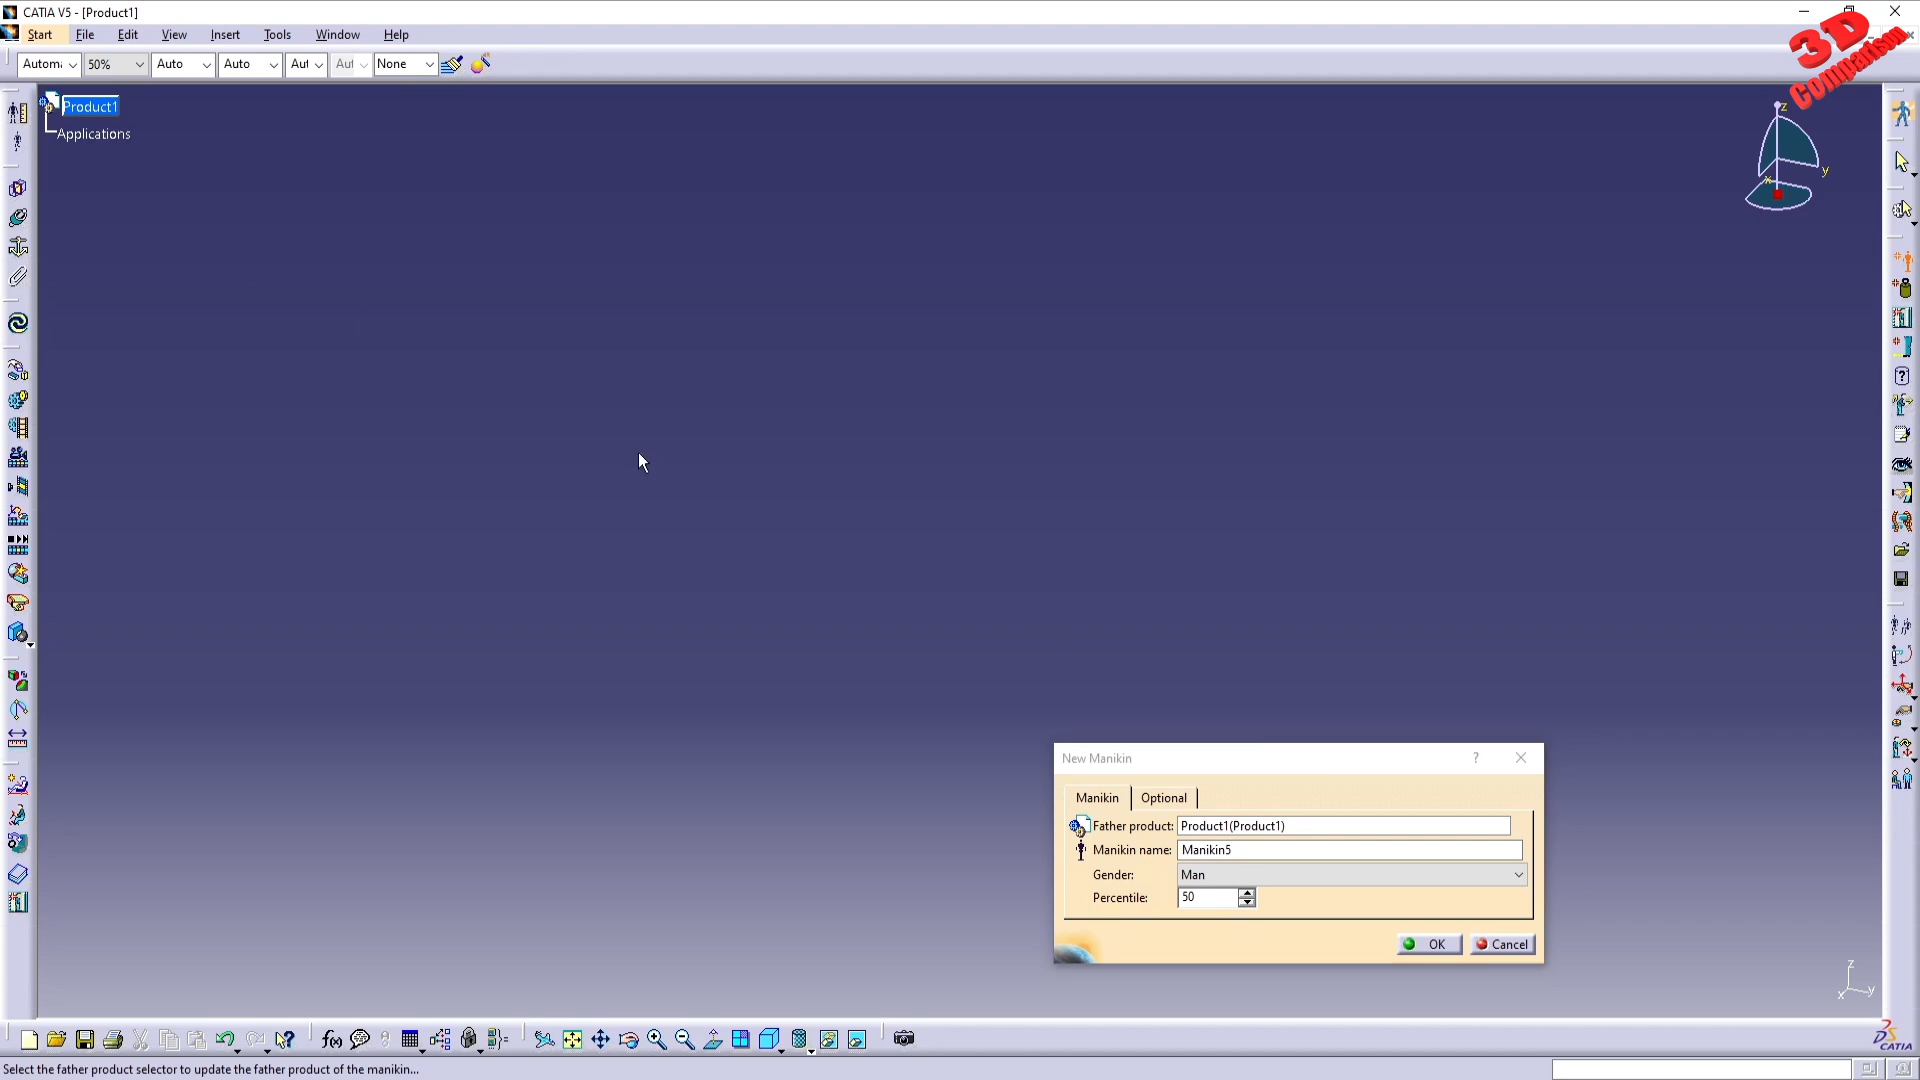 CATIA V5 - [Product1]
Start File Edit View Insert Tools Window Help
3D
Comparison
Autom 50% Auto Auto Aut Aut None
Product1
Applications
z
y
x
New Manikin ?
Manikin Optional
Father product: Product1(Product1)
Manikin name: Manikin5
Gender: Man
Percentile: 50
OK Cancel
z
x y
f(x)
CATIA
Select the father product selector to update the father product of the manikin...